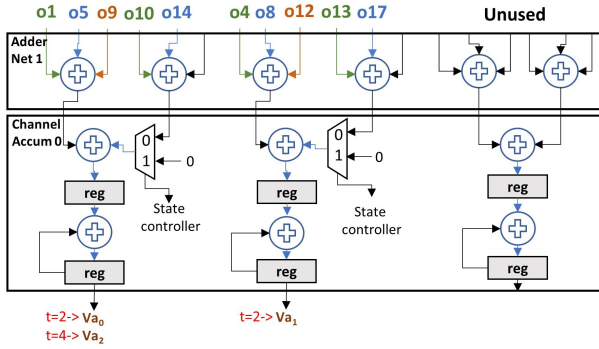 o1 o5 o9 o10 o14 o4 o8 o12 o13 o17 Unused
Adder
Net 1
Channel
Accum 0
0
1
0
0
1
0
reg
reg
reg
State
controller
State
controller
reg
reg
reg
t=2-> Va0
t=4-> Va2
t=2-> Va1